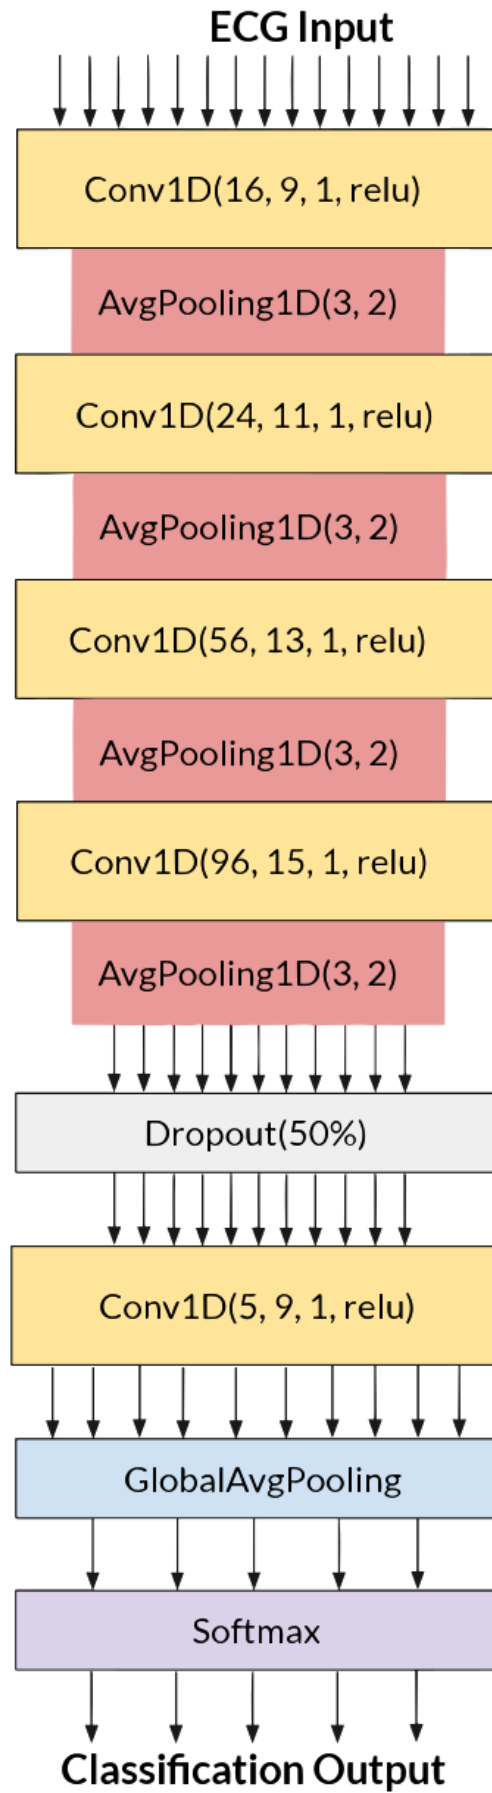 ECG Input
Conv1D(16, 9, 1, relu)
AvgPooling1D(3, 2)
Conv1D(24, 11, 1, relu)
AvgPooling1D(3, 2)
Conv1D(56, 13, 1, relu)
AvgPooling1D(3, 2)
Conv1D(96, 15, 1, relu)
AvgPooling1D(3, 2)
Dropout(50%)
Conv1D(5, 9, 1, relu)
GlobalAvgPooling
Softmax
Classification Output